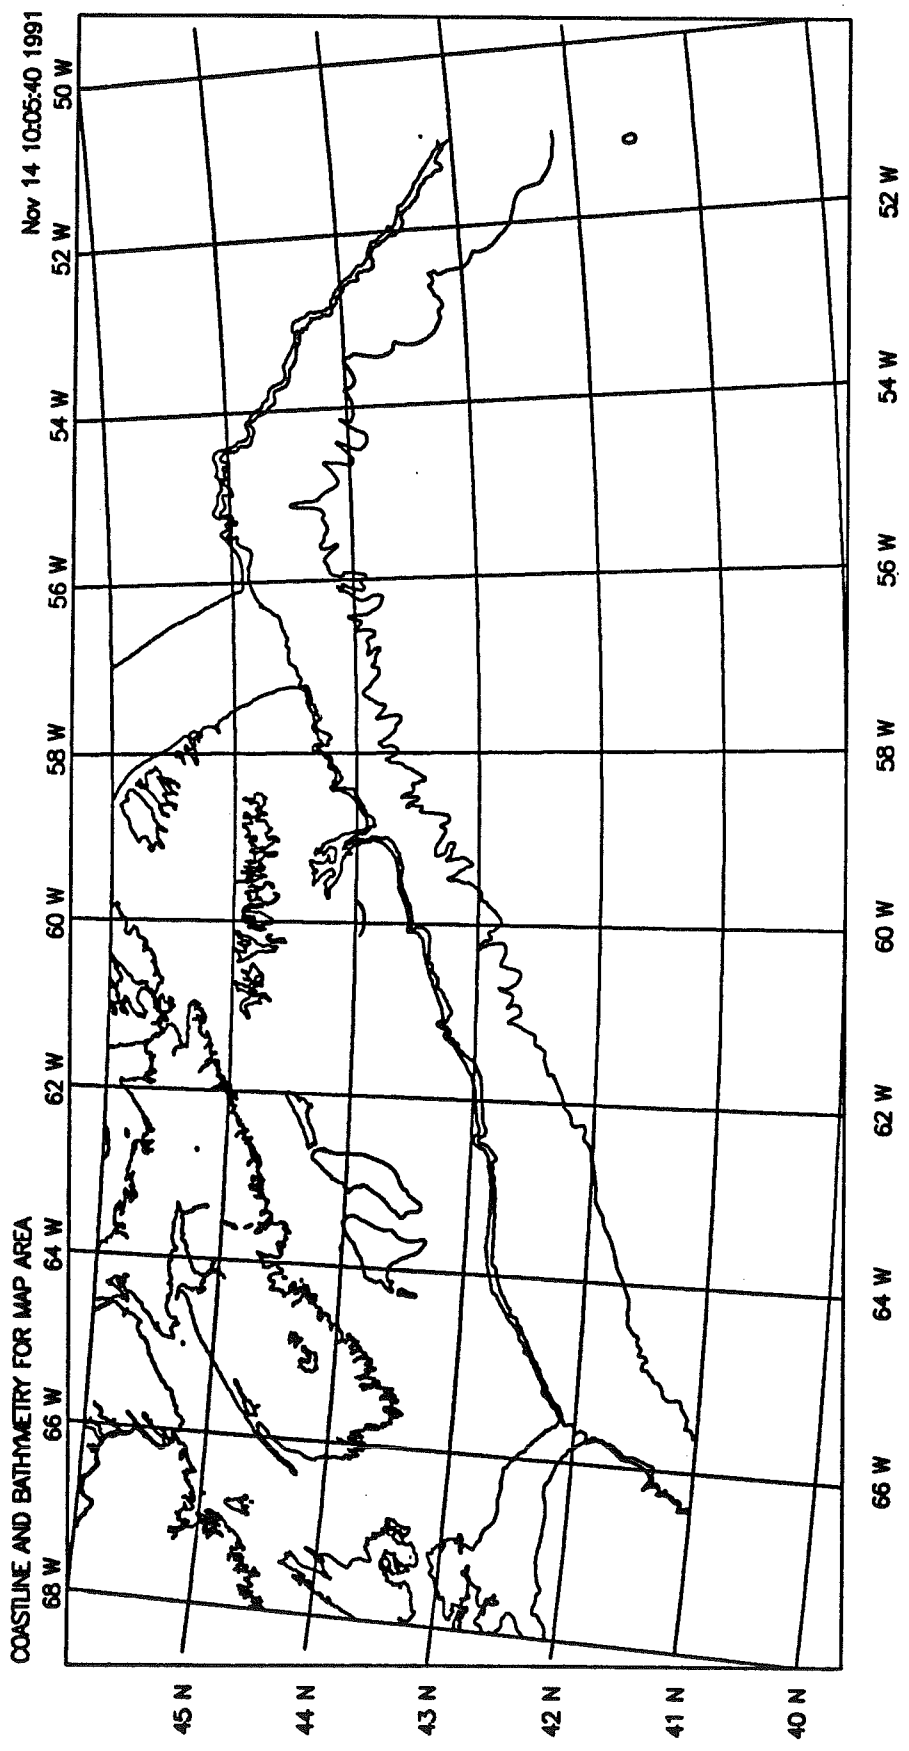 COASTLINE AND BATHYMETRY FOR MAP AREA
Nov 14 10:05:40 1991
68 W
66 W
64 W
62 W
60 W
58 W
56 W
54 W
52 W
50 W
45 N
44 N
43 N
42 N
41 N
40 N
66 W
64 W
62 W
60 W
58 W
56 W
54 W
52 W